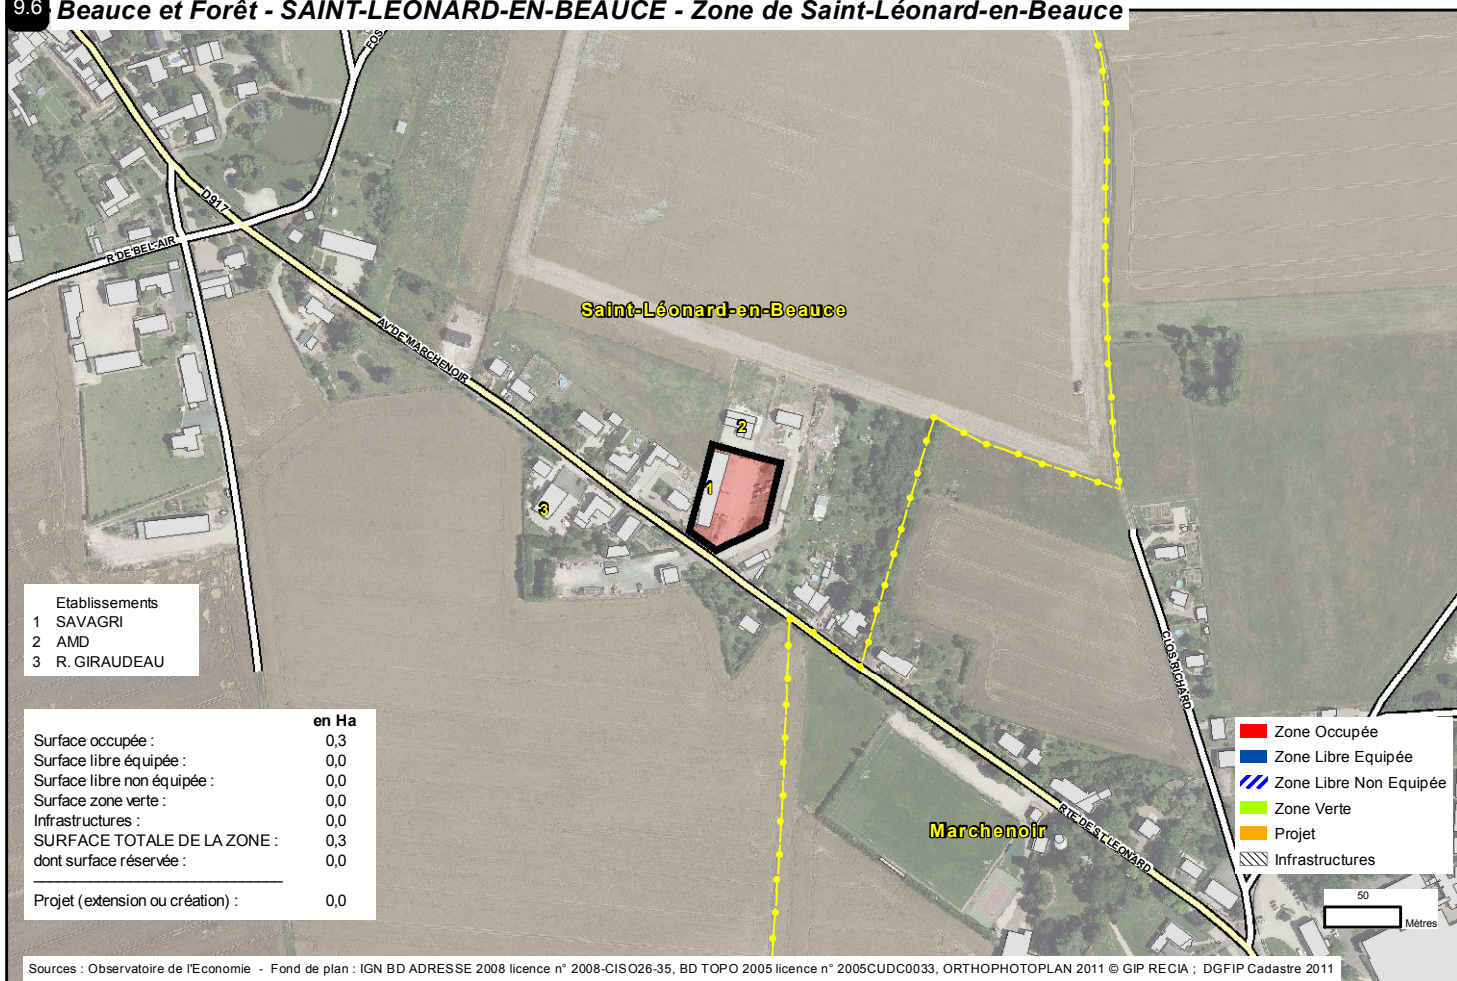 9.6 Beauce et Forêt - SAINT-LEONARD-EN-BEAUCE - Zone de Saint-Léonard-en-Beauce
FOS
D917
R DE BEL-AIR
AV DE MARCHENOIR
Saint-Léonard-en-Beauce
2
1
3
CLOS RICHARD
RTE DE ST LEONARD
Marchenoir
Etablissements
1 SAVAGRI
2 AMD
3 R. GIRAUDEAU
en Ha
Surface occupée : 0,3
Surface libre équipée : 0,0
Surface libre non équipée : 0,0
Surface zone verte : 0,0
Infrastructures : 0,0
SURFACE TOTALE DE LA ZONE : 0,3
dont surface réservée : 0,0
Projet (extension ou création) : 0,0
Zone Occupée
Zone Libre Equipée
Zone Libre Non Equipée
Zone Verte
Projet
Infrastructures
50
Mètres
Sources : Observatoire de l'Economie - Fond de plan : IGN BD ADRESSE 2008 licence n° 2008-CISO26-35, BD TOPO 2005 licence n° 2005CUDC0033, ORTHOPHOTOPLAN 2011 © GIP RECIA ; DGFIP Cadastre 2011